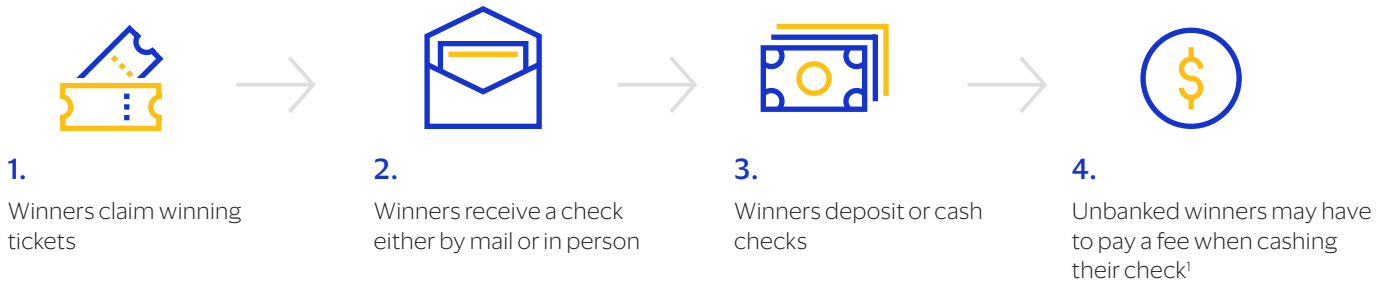 1.
Winners claim winning
tickets
2.
Winners receive a check
either by mail or in person
3.
Winners deposit or cash
checks
4.
Unbanked winners may have
to pay a fee when cashing
their check¹